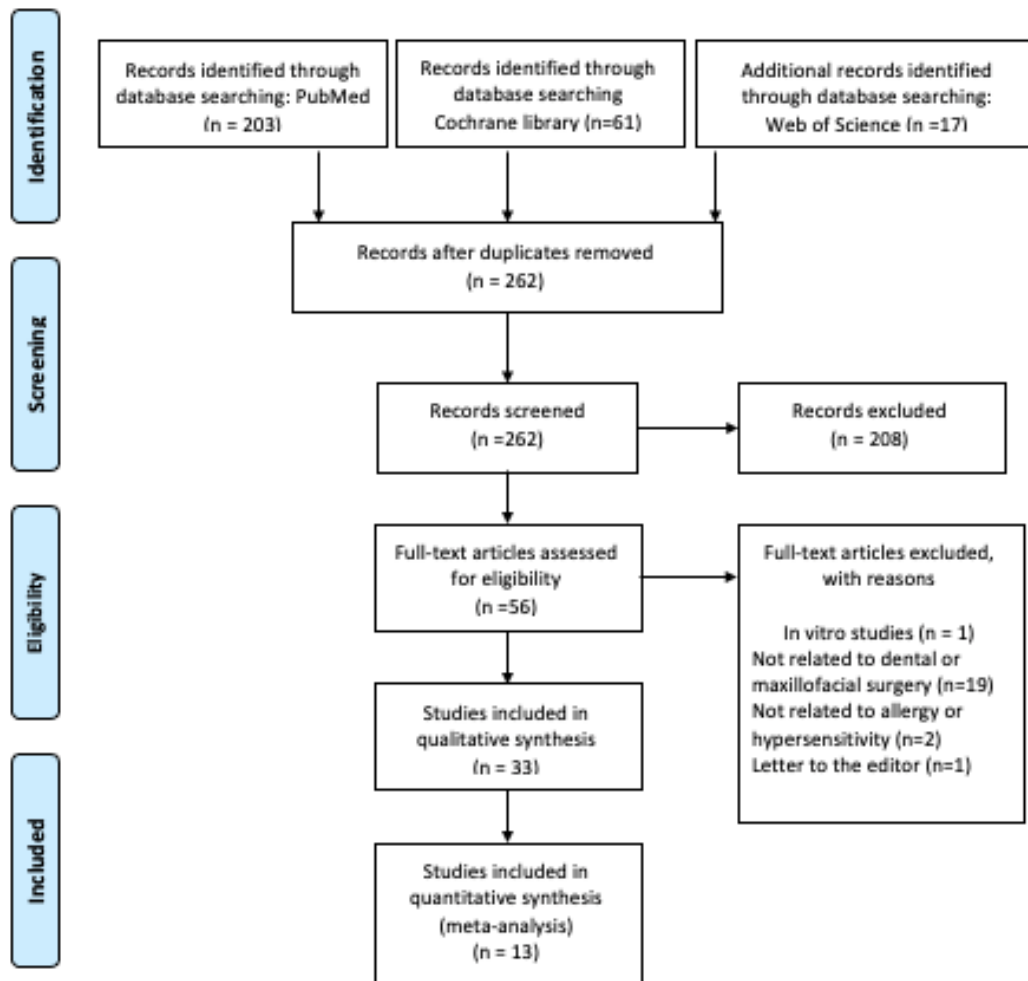 Identification
Records identified through
database searching: PubMed
(n = 203)
Records identified through
database searching
Cochrane library (n=61)
Additional records identified
through database searching:
Web of Science (n =17)
Records after duplicates removed
(n = 262)
Screening
Records screened
(n =262)
Records excluded
(n = 208)
Eligibility
Full-text articles assessed
for eligibility
(n =56)
Full-text articles excluded,
with reasons
In vitro studies (n = 1)
Not related to dental or
maxillofacial surgery (n=19)
Not related to allergy or
hypersensitivity (n=2)
Letter to the editor (n=1)
Studies included in
qualitative synthesis
(n = 33)
Included
Studies included in
quantitative synthesis
(meta-analysis)
(n = 13)